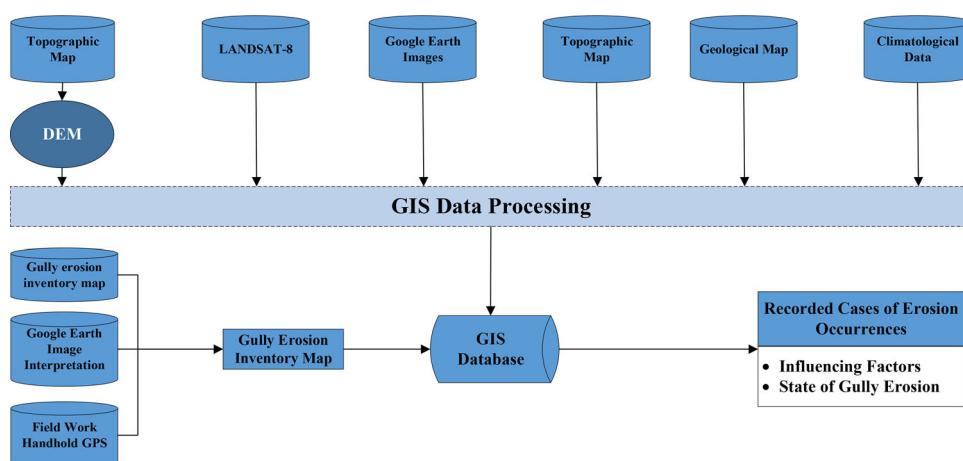 Topographic
Map
LANDSAT-8
Google Earth
Images
Topographic
Map
Geological Map
Climatological
Data
DEM
GIS Data Processing
Gully erosion
inventory map
Google Earth
Image
Interpretation
Field Work
Handhold GPS
Gully Erosion
Inventory Map
GIS
Database
Recorded Cases of Erosion
Occurrences
• Influencing Factors
• State of Gully Erosion